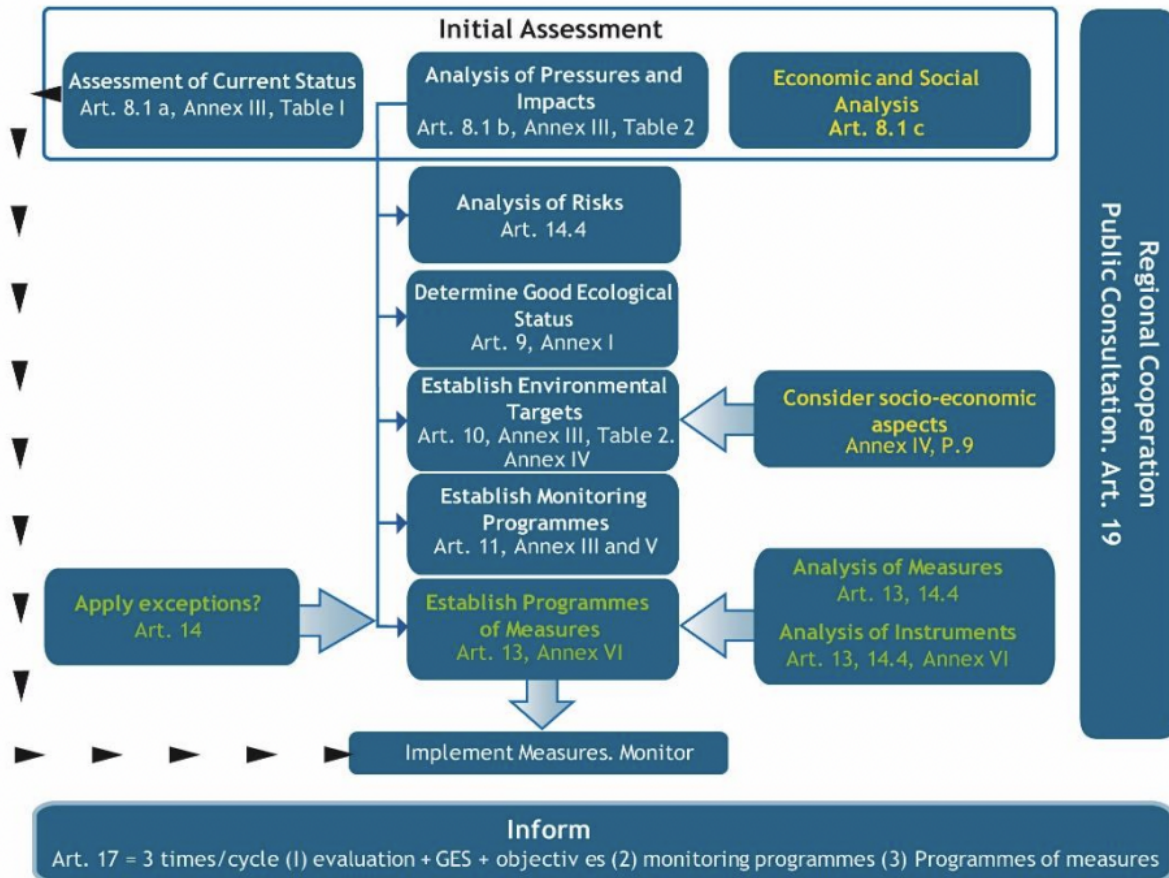 Initial Assessment
Assessment of Current Status
Art. 8.1 a, Annex III, Table I
Analysis of Pressures and
Impacts
Art. 8.1 b, Annex III, Table 2
Economic and Social
Analysis
Art. 8.1 c
Analysis of Risks
Art. 14.4
Determine Good Ecological
Status
Art. 9, Annex I
Establish Environmental
Targets
Art. 10, Annex III, Table 2.
Annex IV
Consider socio-economic
aspects
Annex IV, P.9
Establish Monitoring
Programmes
Art. 11, Annex III and V
Apply exceptions?
Art. 14
Establish Programmes
of Measures
Art. 13, Annex VI
Analysis of Measures
Art. 13, 14.4
Analysis of Instruments
Art. 13, 14.4, Annex VI
Implement Measures. Monitor
Regional Cooperation
Public Consultation. Art. 19
Inform
Art. 17 = 3 times/cycle (I) evaluation + GES + objectiv es (2) monitoring programmes (3) Programmes of measures